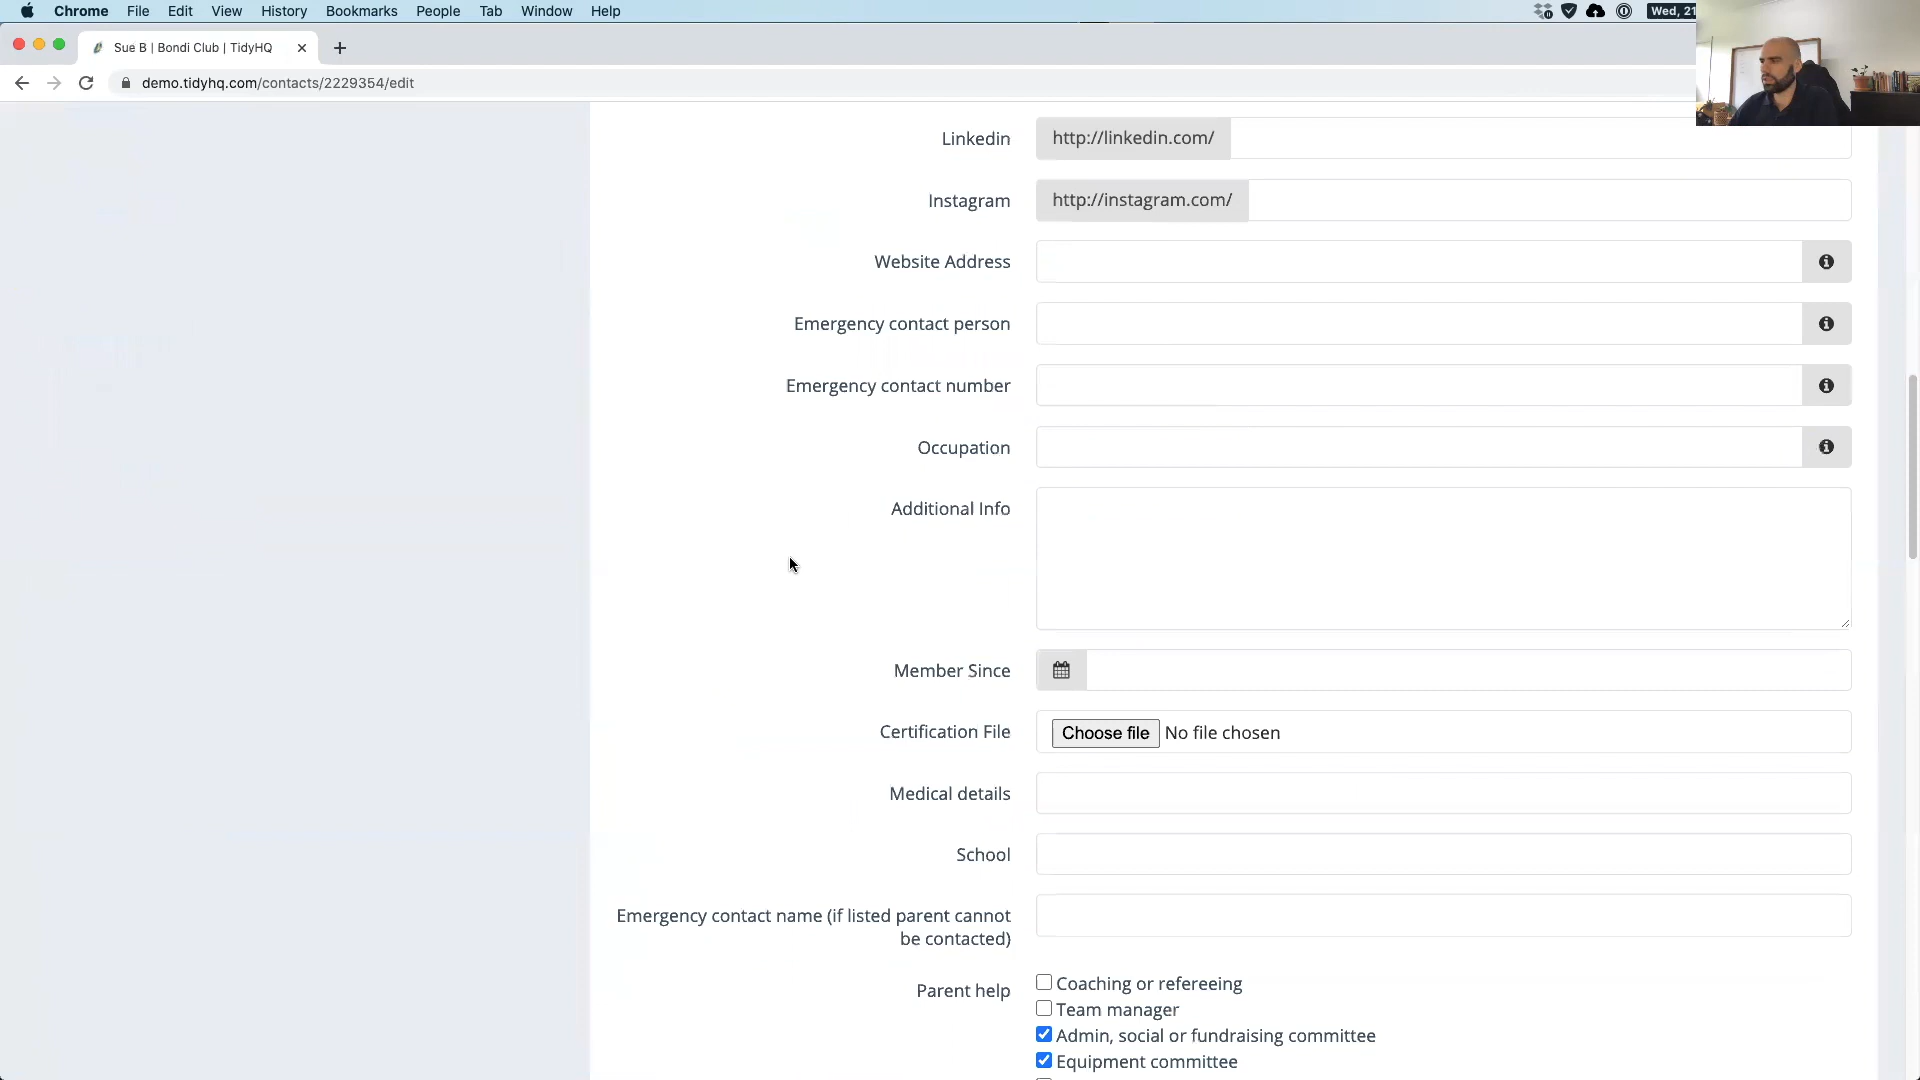 Chrome File Edit View History Bookmarks People Tab Window Help Wed, 21
Sue B | Bondi Club | TidyHQ
demo.tidyhq.com/contacts/2229354/edit
Linkedin http://linkedin.com/
Instagram http://instagram.com/
Website Address
Emergency contact person
Emergency contact number
Occupation
Additional Info
Member Since
Certification File Choose file No file chosen
Medical details
School
Emergency contact name (if listed parent cannot
be contacted)
Parent help Coaching or refereeing
Team manager
Admin, social or fundraising committee
Equipment committee